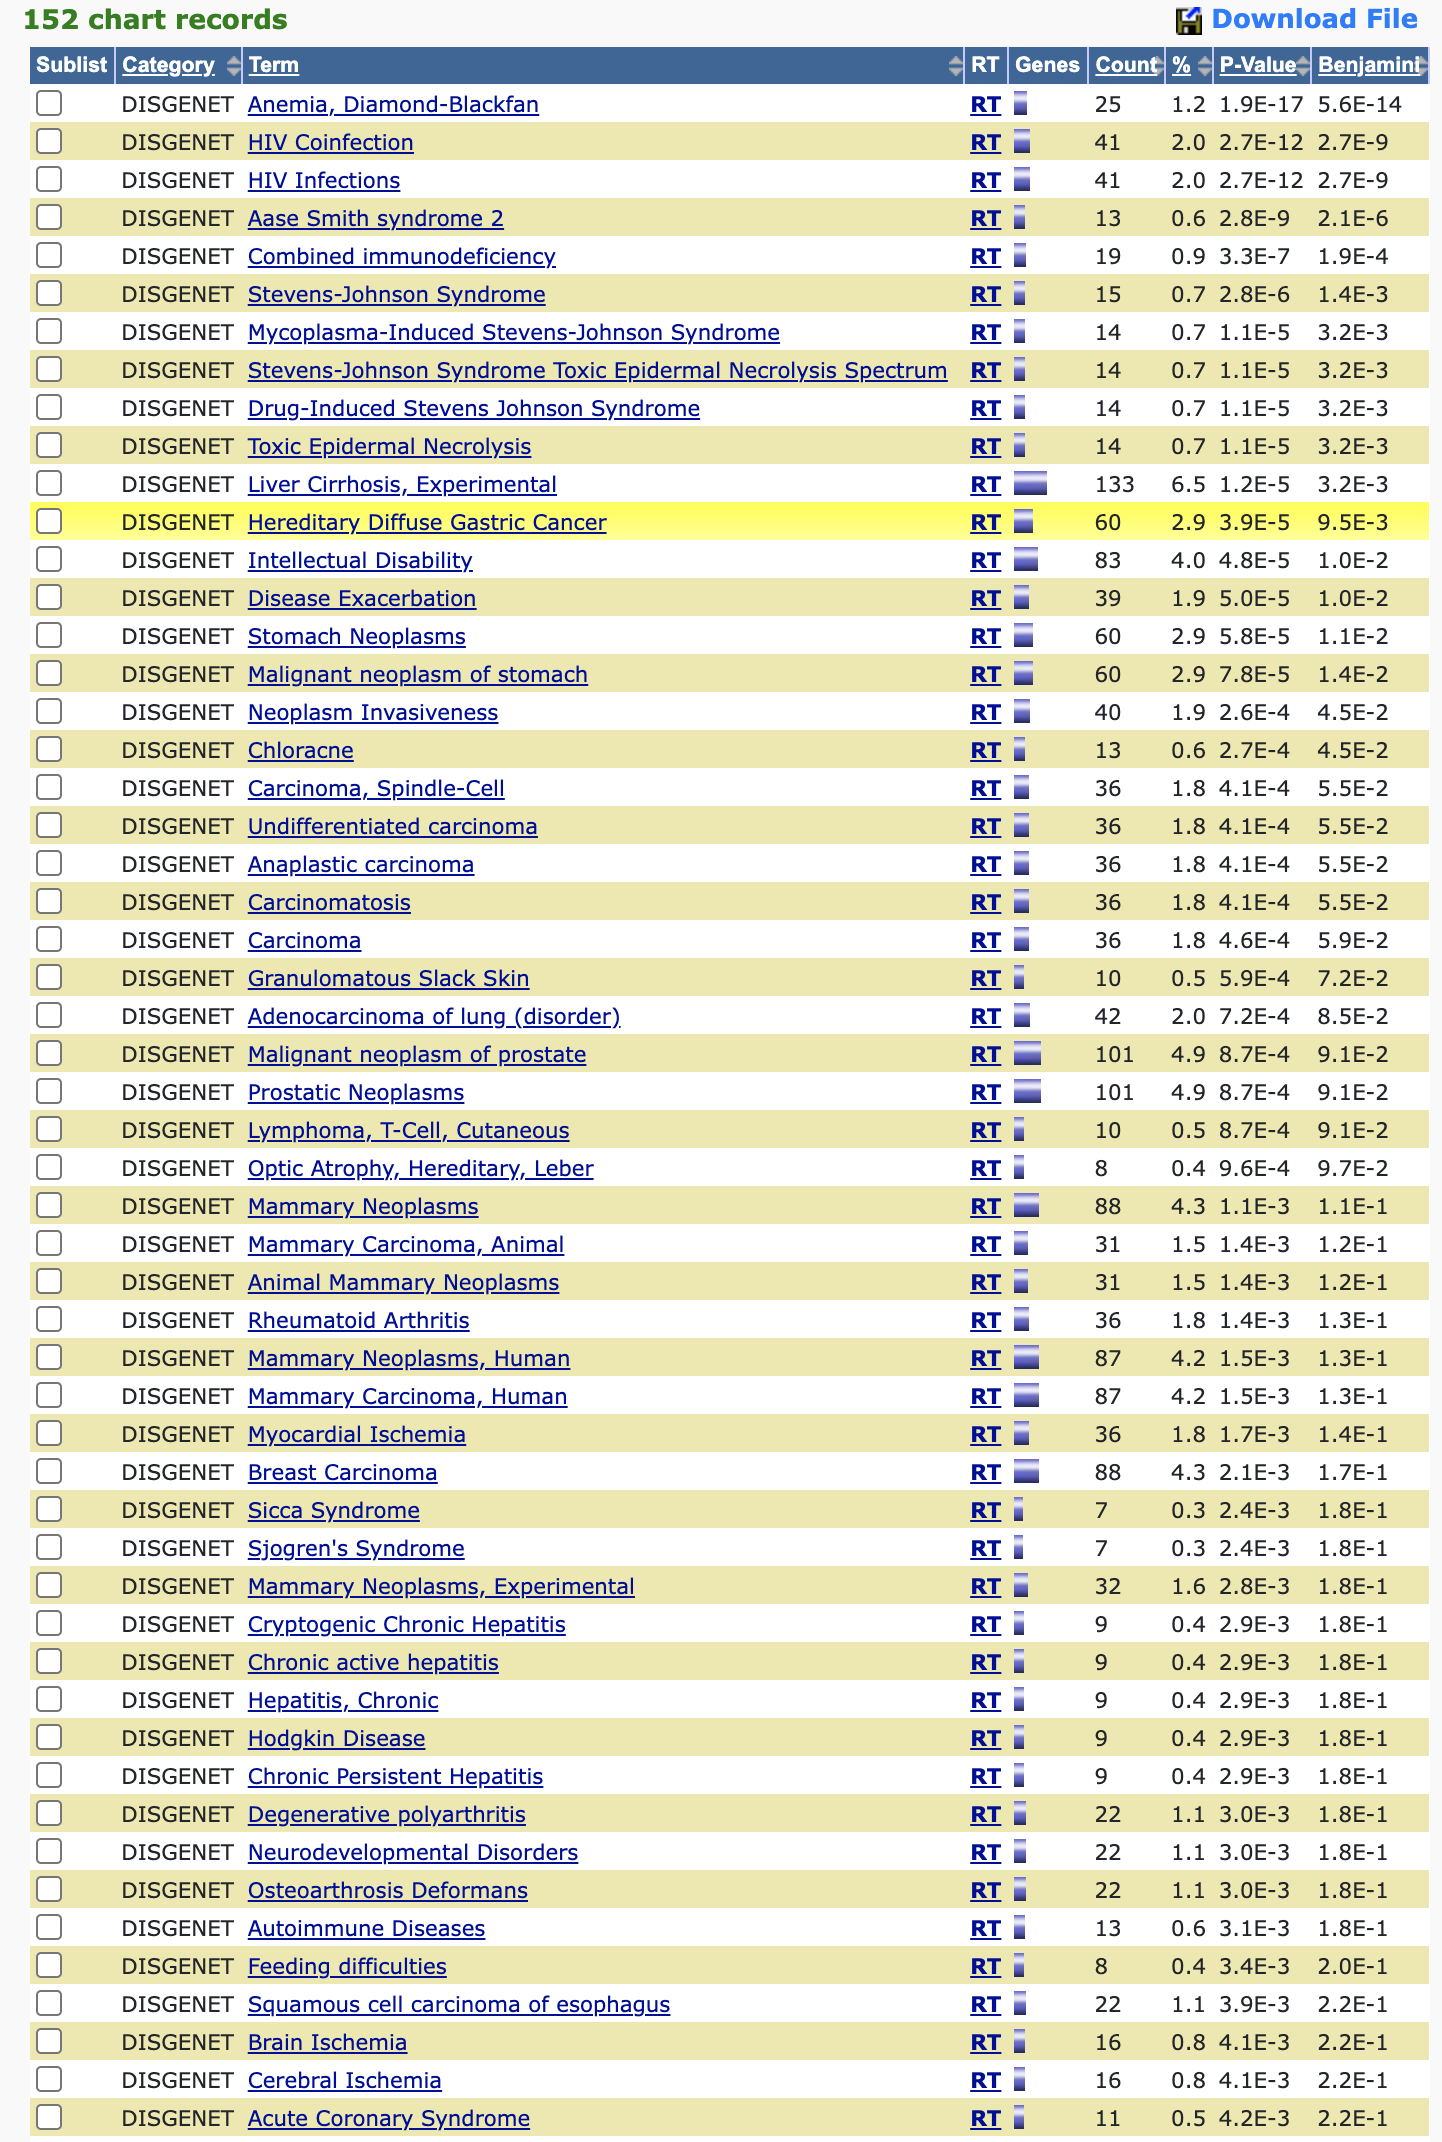 152 chart records
Download File
Sublist Category Term RT Genes Count % P-Value Benjamini
DISGENET Anemia, Diamond-Blackfan RT 25 1.2 1.9E-17 5.6E-14
DISGENET HIV Coinfection RT 41 2.0 2.7E-12 2.7E-9
DISGENET HIV Infections RT 41 2.0 2.7E-12 2.7E-9
DISGENET Aase Smith syndrome 2 RT 13 0.6 2.8E-9 2.1E-6
DISGENET Combined immunodeficiency RT 19 0.9 3.3E-7 1.9E-4
DISGENET Stevens-Johnson Syndrome RT 15 0.7 2.8E-6 1.4E-3
DISGENET Mycoplasma-Induced Stevens-Johnson Syndrome RT 14 0.7 1.1E-5 3.2E-3
DISGENET Stevens-Johnson Syndrome Toxic Epidermal Necrolysis Spectrum RT 14 0.7 1.1E-5 3.2E-3
DISGENET Drug-Induced Stevens Johnson Syndrome RT 14 0.7 1.1E-5 3.2E-3
DISGENET Toxic Epidermal Necrolysis RT 14 0.7 1.1E-5 3.2E-3
DISGENET Liver Cirrhosis, Experimental RT 133 6.5 1.2E-5 3.2E-3
DISGENET Hereditary Diffuse Gastric Cancer RT 60 2.9 3.9E-5 9.5E-3
DISGENET Intellectual Disability RT 83 4.0 4.8E-5 1.0E-2
DISGENET Disease Exacerbation RT 39 1.9 5.0E-5 1.0E-2
DISGENET Stomach Neoplasms RT 60 2.9 5.8E-5 1.1E-2
DISGENET Malignant neoplasm of stomach RT 60 2.9 7.8E-5 1.4E-2
DISGENET Neoplasm Invasiveness RT 40 1.9 2.6E-4 4.5E-2
DISGENET Chloracne RT 13 0.6 2.7E-4 4.5E-2
DISGENET Carcinoma, Spindle-Cell RT 36 1.8 4.1E-4 5.5E-2
DISGENET Undifferentiated carcinoma RT 36 1.8 4.1E-4 5.5E-2
DISGENET Anaplastic carcinoma RT 36 1.8 4.1E-4 5.5E-2
DISGENET Carcinomatosis RT 36 1.8 4.1E-4 5.5E-2
DISGENET Carcinoma RT 36 1.8 4.6E-4 5.9E-2
DISGENET Granulomatous Slack Skin RT 10 0.5 5.9E-4 7.2E-2
DISGENET Adenocarcinoma of lung (disorder) RT 42 2.0 7.2E-4 8.5E-2
DISGENET Malignant neoplasm of prostate RT 101 4.9 8.7E-4 9.1E-2
DISGENET Prostatic Neoplasms RT 101 4.9 8.7E-4 9.1E-2
DISGENET Lymphoma, T-Cell, Cutaneous RT 10 0.5 8.7E-4 9.1E-2
DISGENET Optic Atrophy, Hereditary, Leber RT 8 0.4 9.6E-4 9.7E-2
DISGENET Mammary Neoplasms RT 88 4.3 1.1E-3 1.1E-1
DISGENET Mammary Carcinoma, Animal RT 31 1.5 1.4E-3 1.2E-1
DISGENET Animal Mammary Neoplasms RT 31 1.5 1.4E-3 1.2E-1
DISGENET Rheumatoid Arthritis RT 36 1.8 1.4E-3 1.3E-1
DISGENET Mammary Neoplasms, Human RT 87 4.2 1.5E-3 1.3E-1
DISGENET Mammary Carcinoma, Human RT 87 4.2 1.5E-3 1.3E-1
DISGENET Myocardial Ischemia RT 36 1.8 1.7E-3 1.4E-1
DISGENET Breast Carcinoma RT 88 4.3 2.1E-3 1.7E-1
DISGENET Sicca Syndrome RT 7 0.3 2.4E-3 1.8E-1
DISGENET Sjogren's Syndrome RT 7 0.3 2.4E-3 1.8E-1
DISGENET Mammary Neoplasms, Experimental RT 32 1.6 2.8E-3 1.8E-1
DISGENET Cryptogenic Chronic Hepatitis RT 9 0.4 2.9E-3 1.8E-1
DISGENET Chronic active hepatitis RT 9 0.4 2.9E-3 1.8E-1
DISGENET Hepatitis, Chronic RT 9 0.4 2.9E-3 1.8E-1
DISGENET Hodgkin Disease RT 9 0.4 2.9E-3 1.8E-1
DISGENET Chronic Persistent Hepatitis RT 9 0.4 2.9E-3 1.8E-1
DISGENET Degenerative polyarthritis RT 22 1.1 3.0E-3 1.8E-1
DISGENET Neurodevelopmental Disorders RT 22 1.1 3.0E-3 1.8E-1
DISGENET Osteoarthrosis Deformans RT 22 1.1 3.0E-3 1.8E-1
DISGENET Autoimmune Diseases RT 13 0.6 3.1E-3 1.8E-1
DISGENET Feeding difficulties RT 8 0.4 3.4E-3 2.0E-1
DISGENET Squamous cell carcinoma of esophagus RT 22 1.1 3.9E-3 2.2E-1
DISGENET Brain Ischemia RT 16 0.8 4.1E-3 2.2E-1
DISGENET Cerebral Ischemia RT 16 0.8 4.1E-3 2.2E-1
DISGENET Acute Coronary Syndrome RT 11 0.5 4.2E-3 2.2E-1